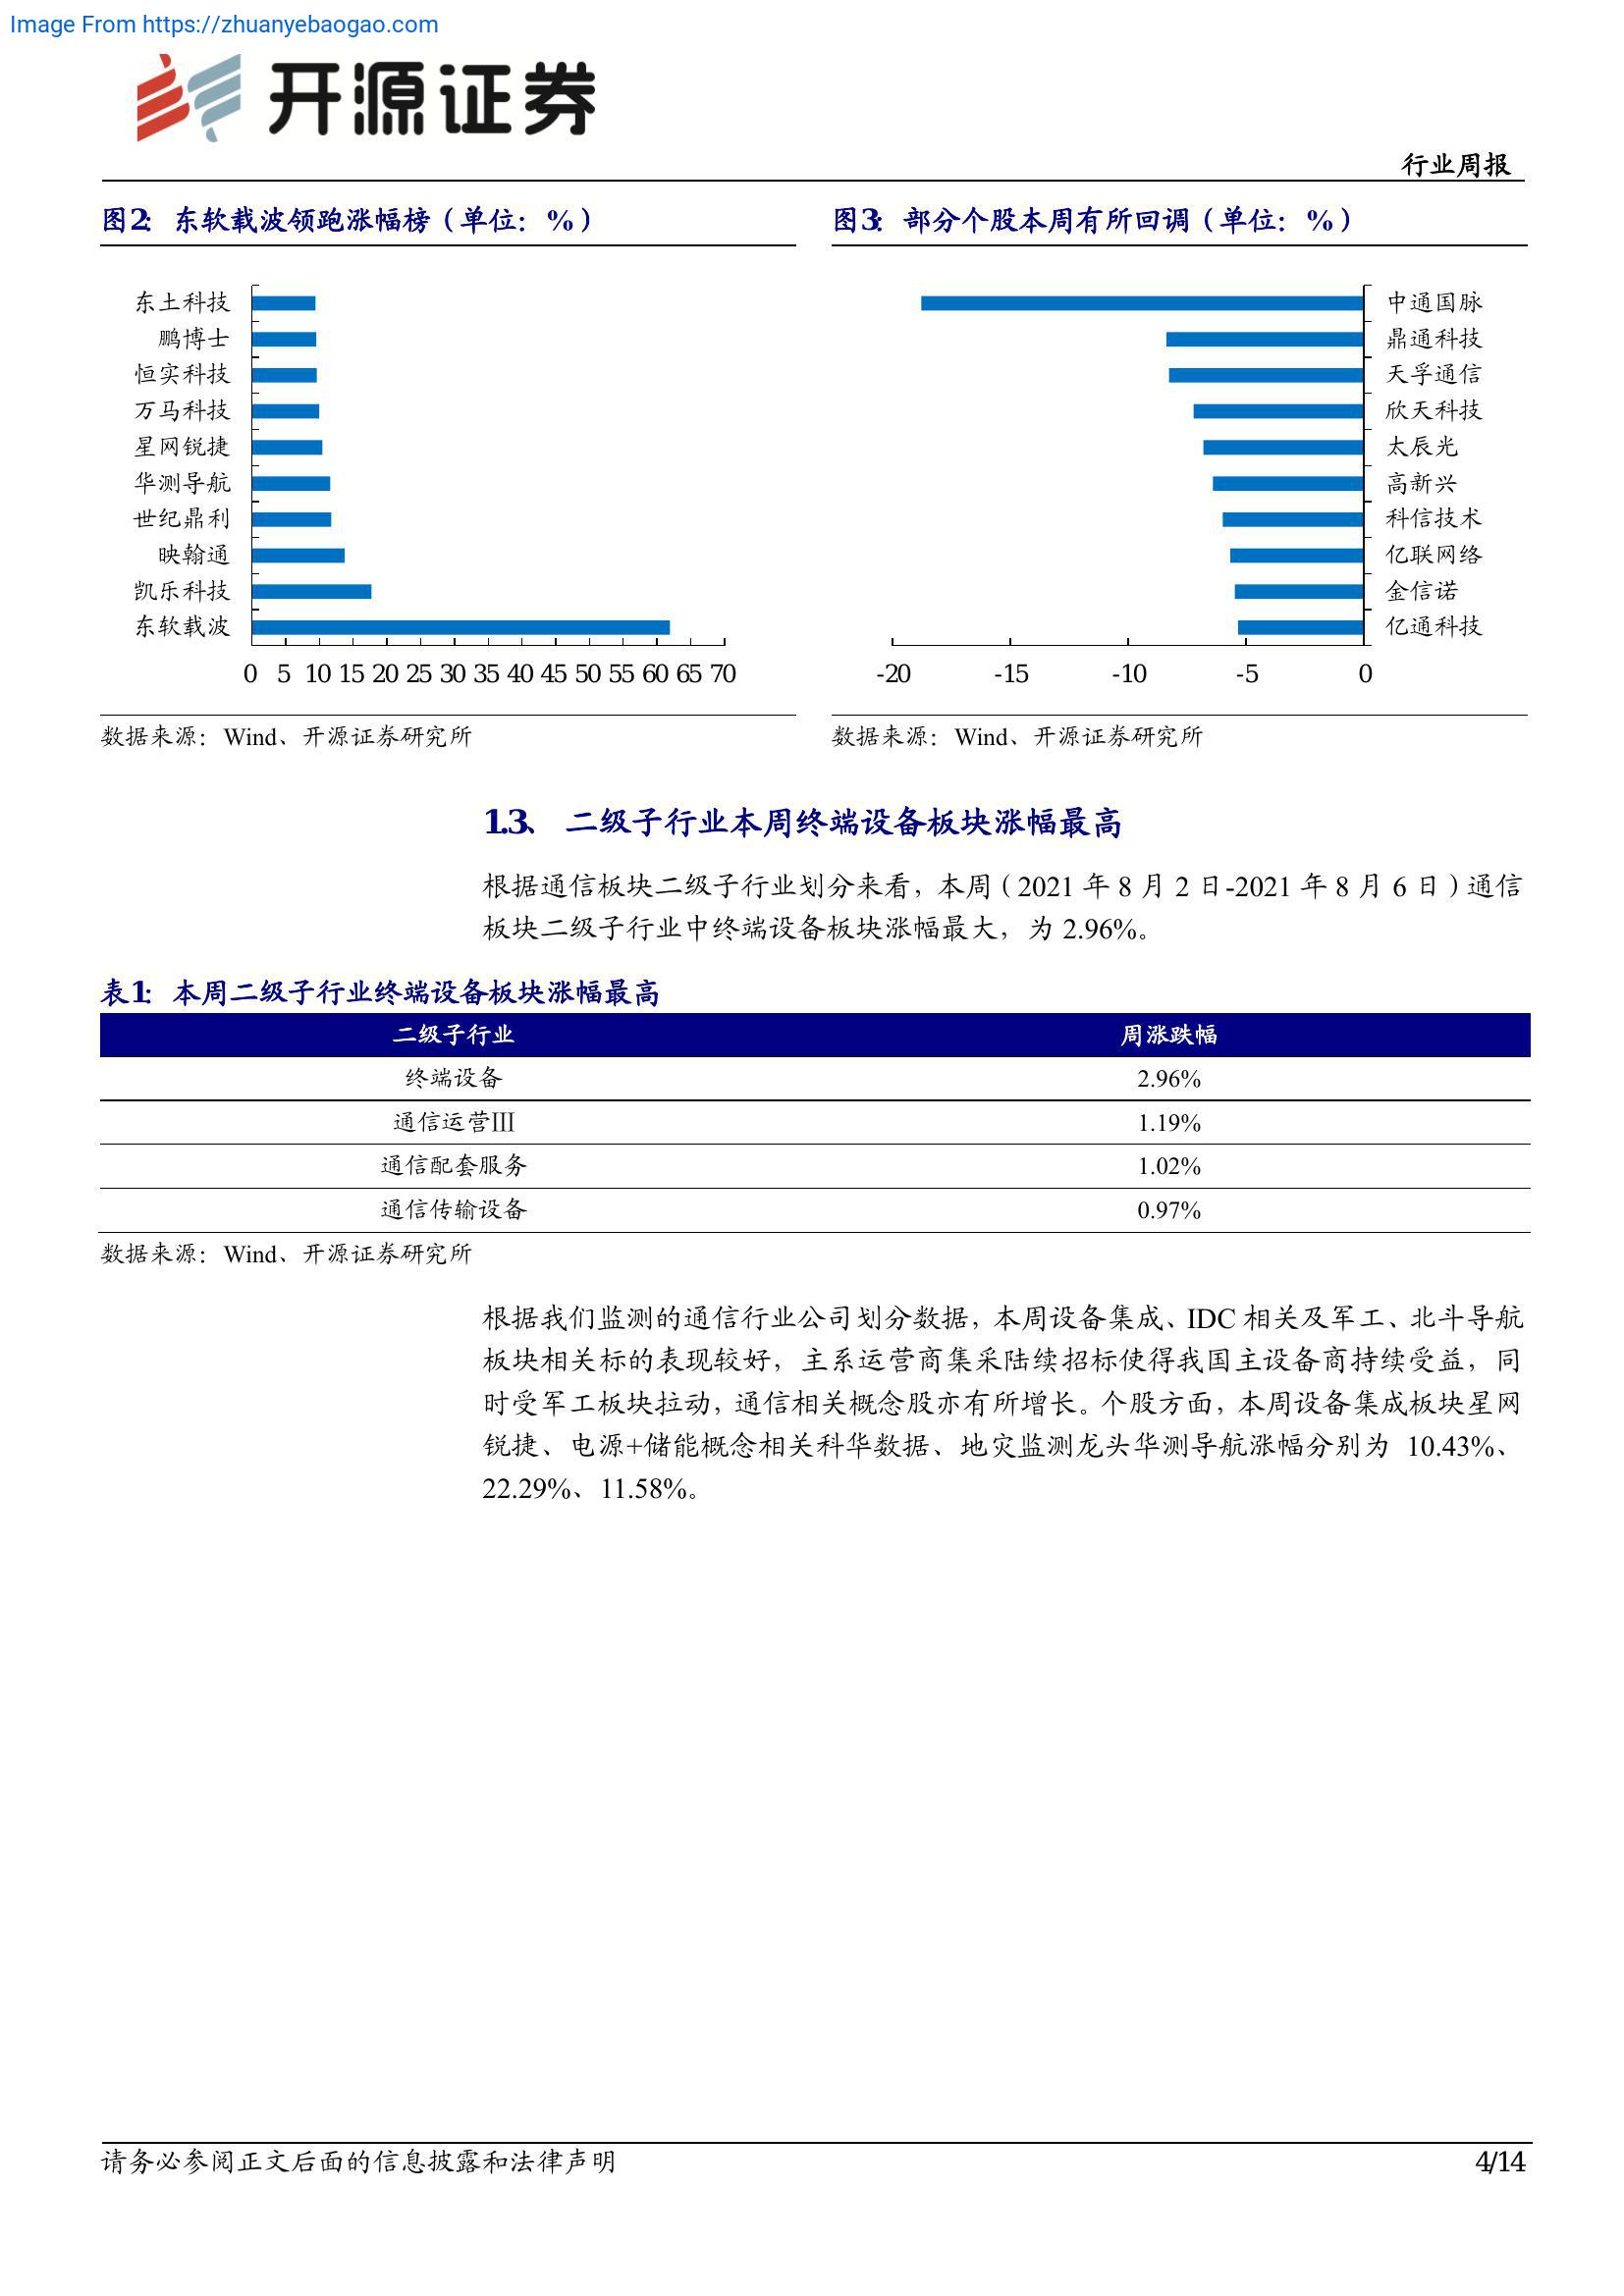 Image From https://zhuanyebaogao.com
开源证券
行业周报
图2: 东软载波领跑涨幅榜（单位：%）
东土科技
鹏博士
恒实科技
万马科技
星网锐捷
华测导航
世纪鼎利
映翰通
凯乐科技
东软载波
0 5 10 15 20 25 30 35 40 45 50 55 60 65 70
数据来源：Wind、开源证券研究所
图3: 部分个股本周有所回调（单位：%）
中通国脉
鼎通科技
天孚通信
欣天科技
太辰光
高新兴
科信技术
亿联网络
金信诺
亿通科技
-20 -15 -10 -5 0
数据来源：Wind、开源证券研究所
1.3、 二级子行业本周终端设备板块涨幅最高
根据通信板块二级子行业划分来看，本周（2021 年 8 月 2 日-2021 年 8 月 6 日）通信
板块二级子行业中终端设备板块涨幅最大，为 2.96%。
表1: 本周二级子行业终端设备板块涨幅最高
二级子行业 周涨跌幅
终端设备 2.96%
通信运营Ⅲ 1.19%
通信配套服务 1.02%
通信传输设备 0.97%
数据来源：Wind、开源证券研究所
根据我们监测的通信行业公司划分数据，本周设备集成、IDC 相关及军工、北斗导航
板块相关标的表现较好，主系运营商集采陆续招标使得我国主设备商持续受益，同
时受军工板块拉动，通信相关概念股亦有所增长。个股方面，本周设备集成板块星网
锐捷、电源+储能概念相关科华数据、地灾监测龙头华测导航涨幅分别为 10.43%、
22.29%、11.58%。
请务必参阅正文后面的信息披露和法律声明
4/14